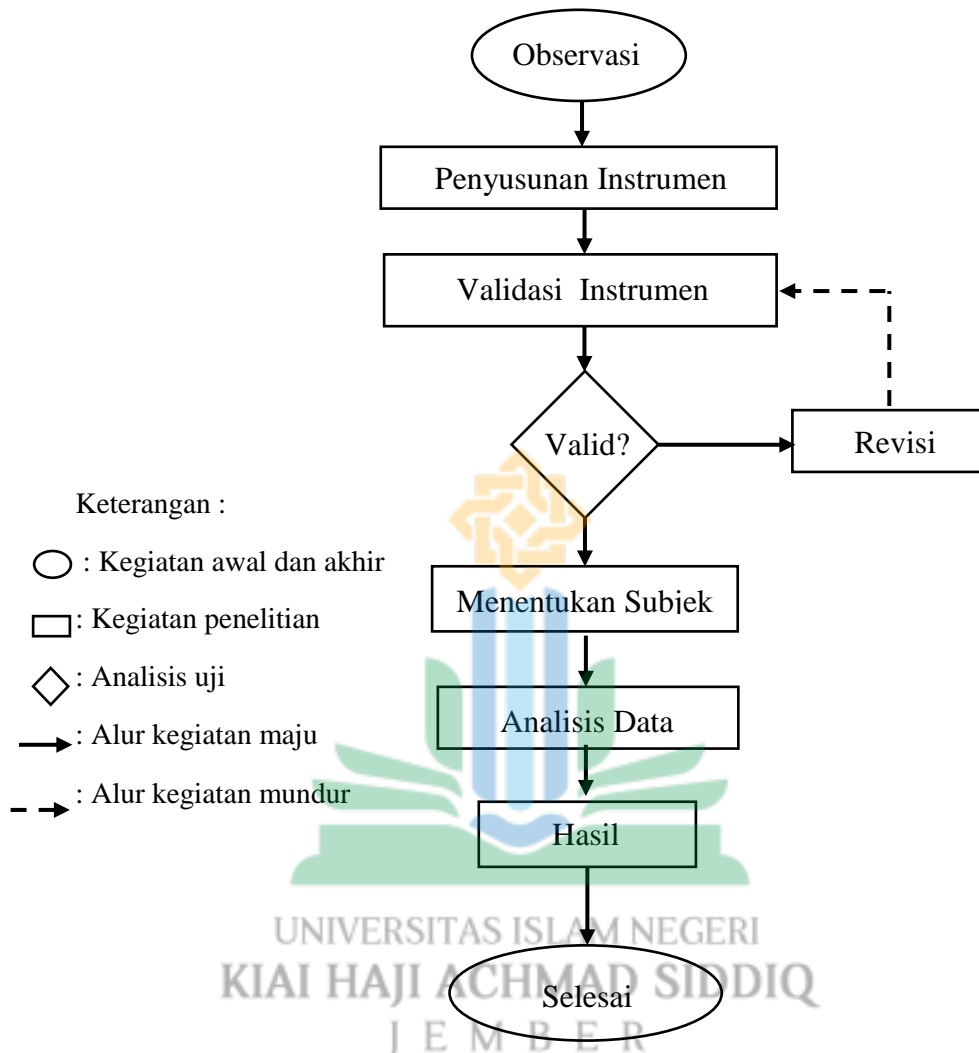 Observasi
Penyusunan Instrumen
Validasi Instrumen
Valid?
Revisi
Keterangan :
: Kegiatan awal dan akhir
: Kegiatan penelitian
: Analisis uji
: Alur kegiatan maju
: Alur kegiatan mundur
Menentukan Subjek
Analisis Data
Hasil
UNIVERSITAS ISLAM NEGERI
KIAI HAJI ACHMAD SIDDIQ
Selesai
JEMBER